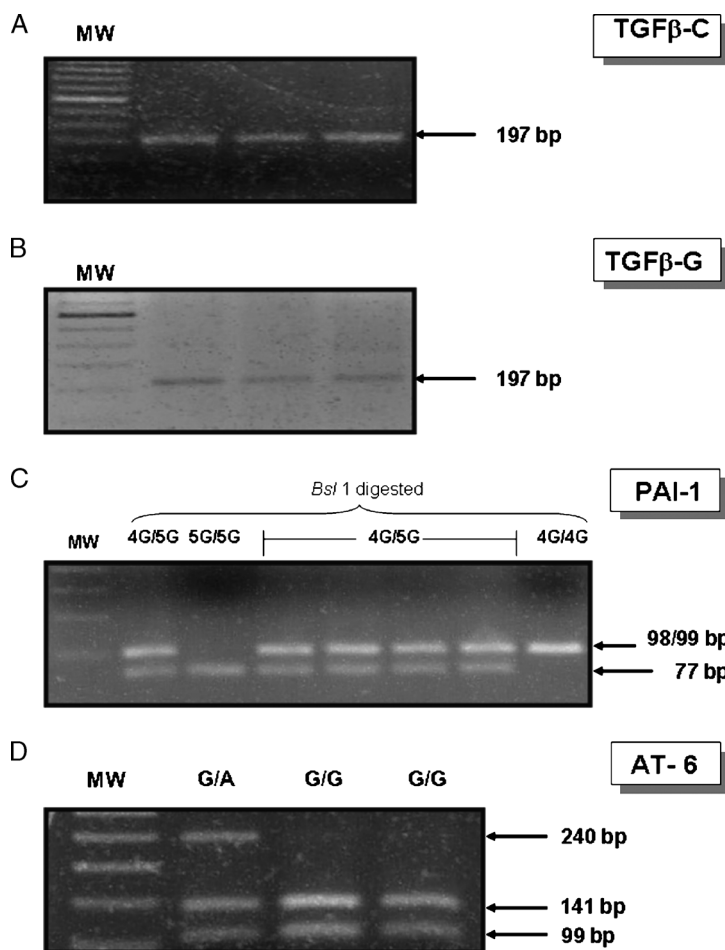 A
MW
TGFβ-C
197 bp
B
MW
TGFβ-G
197 bp
C
Bsl 1 digested
PAI-1
MW
4G/5G 5G/5G
4G/5G
4G/4G
98/99 bp
77 bp
D
MW
G/A
G/G
G/G
AT- 6
240 bp
141 bp
99 bp